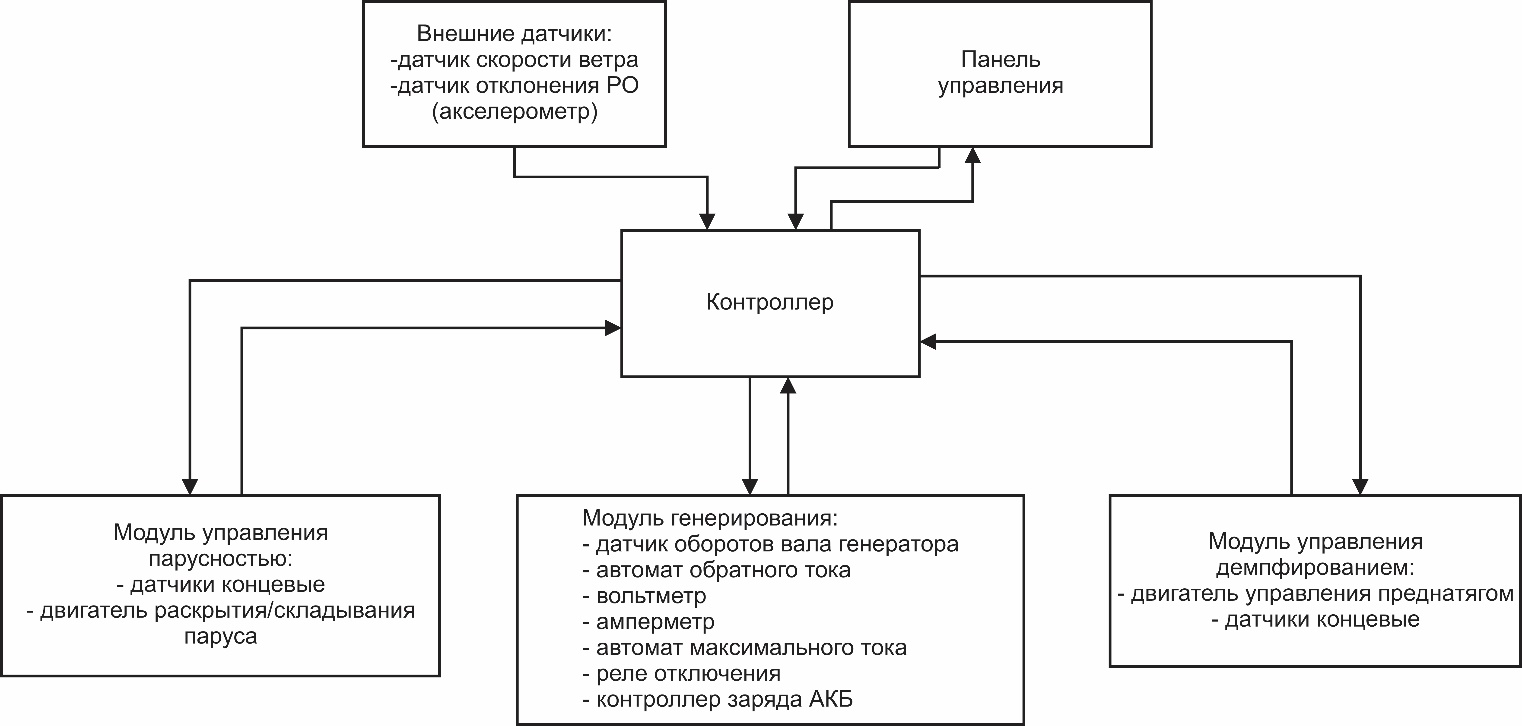 Внешние датчики:
-датчик скорости ветра
-датчик отклонения РО
(акселерометр)
Панель
управления
Контроллер
Модуль управления
парусностью:
- датчики концевые
- двигатель раскрытия/складывания
паруса
Модуль генерирования:
- датчик оборотов вала генератора
- автомат обратного тока
- вольтметр
- амперметр
- автомат максимального тока
- реле отключения
- контроллер заряда АКБ
Модуль управления
демпфированием:
- двигатель управления преднатягом
- датчики концевые